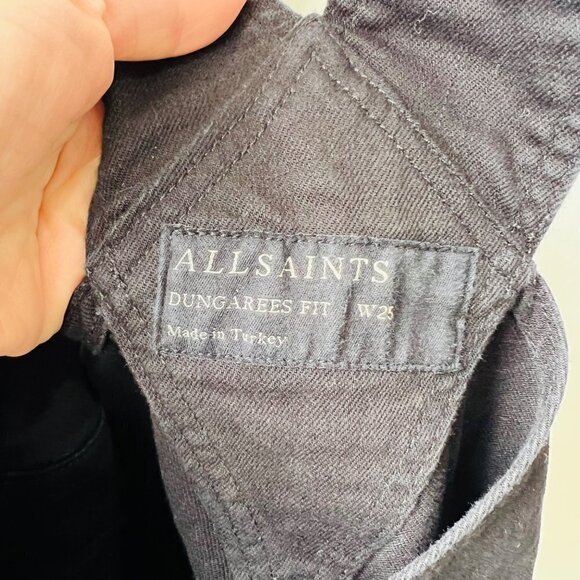 ALLSAINTS
DUNGAREES FIT W25
Made in Turkey